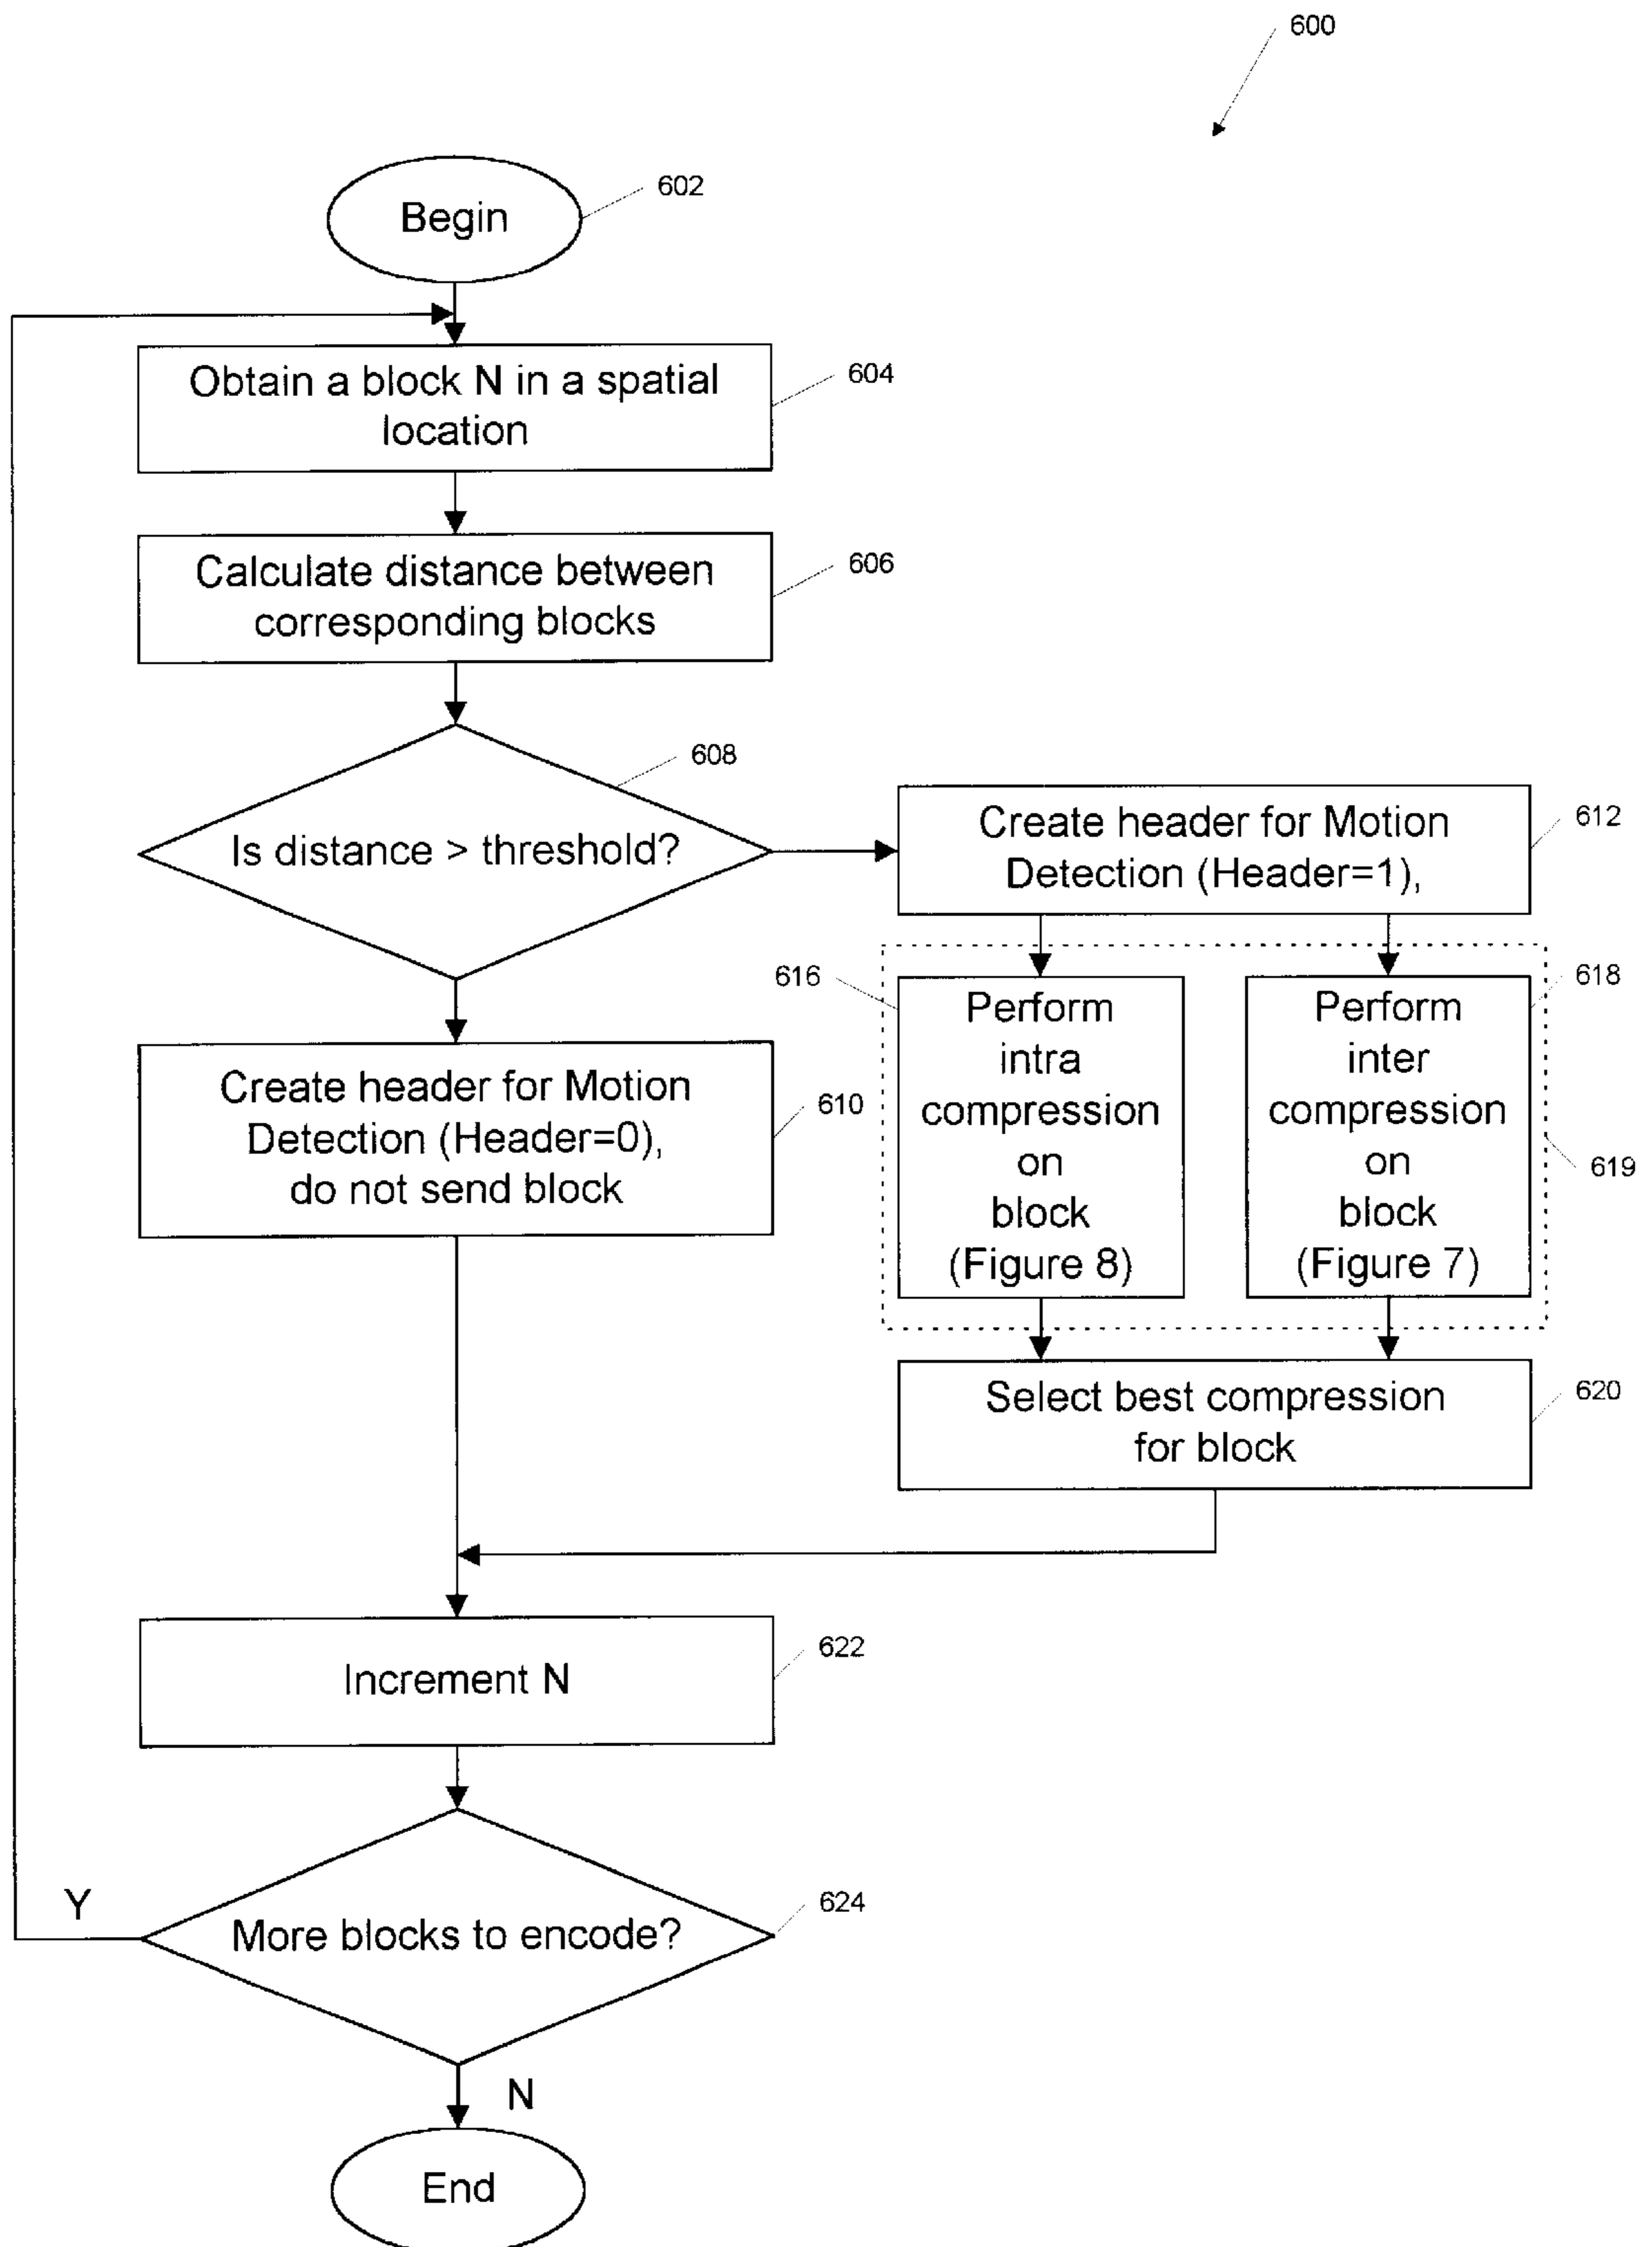 600
Begin
602
Obtain a block N in a spatial
location
604
Calculate distance between
corresponding blocks
606
Is distance > threshold?
608
Create header for Motion
Detection (Header=1),
612
Create header for Motion
Detection (Header=0),
do not send block
610
616
Perform
intra
compression
on
block
(Figure 8)
Perform
inter
compression
on
block
(Figure 7)
618
619
Select best compression
for block
620
Increment N
622
More blocks to encode?
624
Y
N
End